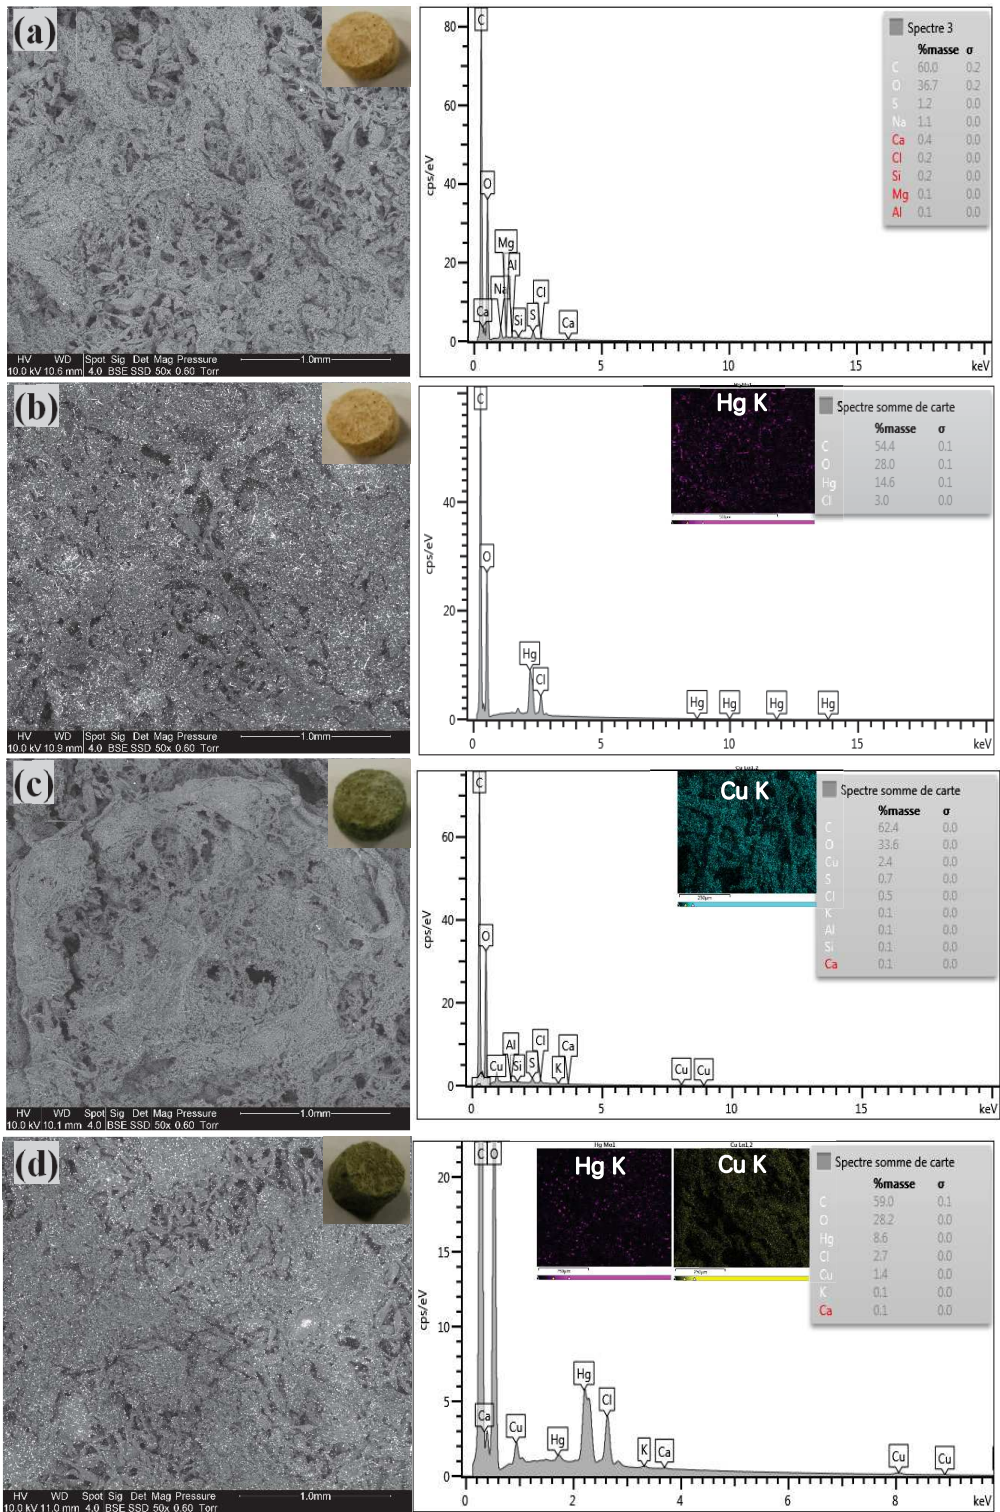 (a)
HV WD Spot Sig Det Mag Pressure 1.0mm
10.0 kV 10.6 mm 4.0 BSE SSD 50x 0.60 Torr
80
60
40
20
0
cps/eV
C
O
Mg
Al
Na
Ca
Si
S
Cl
Ca
0 5 10 15 keV
Spectre 3
%masse σ
C 60.0 0.2
O 36.7 0.2
S 1.2 0.0
Na 1.1 0.0
Ca 0.4 0.0
Cl 0.2 0.0
Si 0.2 0.0
Mg 0.1 0.0
Al 0.1 0.0
(b)
HV WD Spot Sig Det Mag Pressure 1.0mm
10.0 kV 10.9 mm 4.0 BSE SSD 50x 0.60 Torr
40
20
0
cps/eV
C
O
Hg
Cl
Hg Hg Hg Hg
0 5 10 15 keV
Hg K
Spectre somme de carte
%masse σ
C 54.4 0.1
O 28.0 0.1
Hg 14.6 0.1
Cl 3.0 0.0
(c)
HV WD Spot Sig Det Mag Pressure 1.0mm
10.0 kV 10.1 mm 4.0 BSE SSD 50x 0.60 Torr
60
40
20
0
cps/eV
C
O
Cu
Al
Si
S
Cl
K
Ca
Cu Cu
0 5 10 15 keV
Cu Lα1,2
Cu K
250µm
Spectre somme de carte
%masse σ
C 62.4 0.0
O 33.6 0.0
Cu 2.4 0.0
S 0.7 0.0
Cl 0.5 0.0
K 0.1 0.0
Al 0.1 0.0
Si 0.1 0.0
Ca 0.1 0.0
(d)
HV WD Spot Sig Det Mag Pressure 1.0mm
10.0 kV 11.0 mm 4.0 BSE SSD 50x 0.60 Torr
20
15
10
5
0
cps/eV
C O
Ca
Cu
Hg
Hg
Cl
K
Ca
Cu
Cu
0 2 4 6 8 keV
Hg Mα1
Hg K
250µm
Cu Lα1,2
Cu K
250µm
Spectre somme de carte
%masse σ
C 59.0 0.1
O 28.2 0.0
Hg 8.6 0.0
Cl 2.7 0.0
Cu 1.4 0.0
K 0.1 0.0
Ca 0.1 0.0